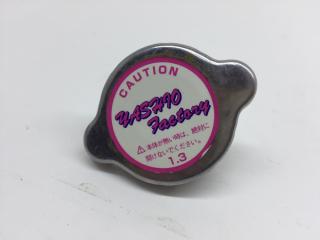 CAUTION
YASHIO
Factory
⚠本体が熱い時は、絶対に
開けないでください。
1.3